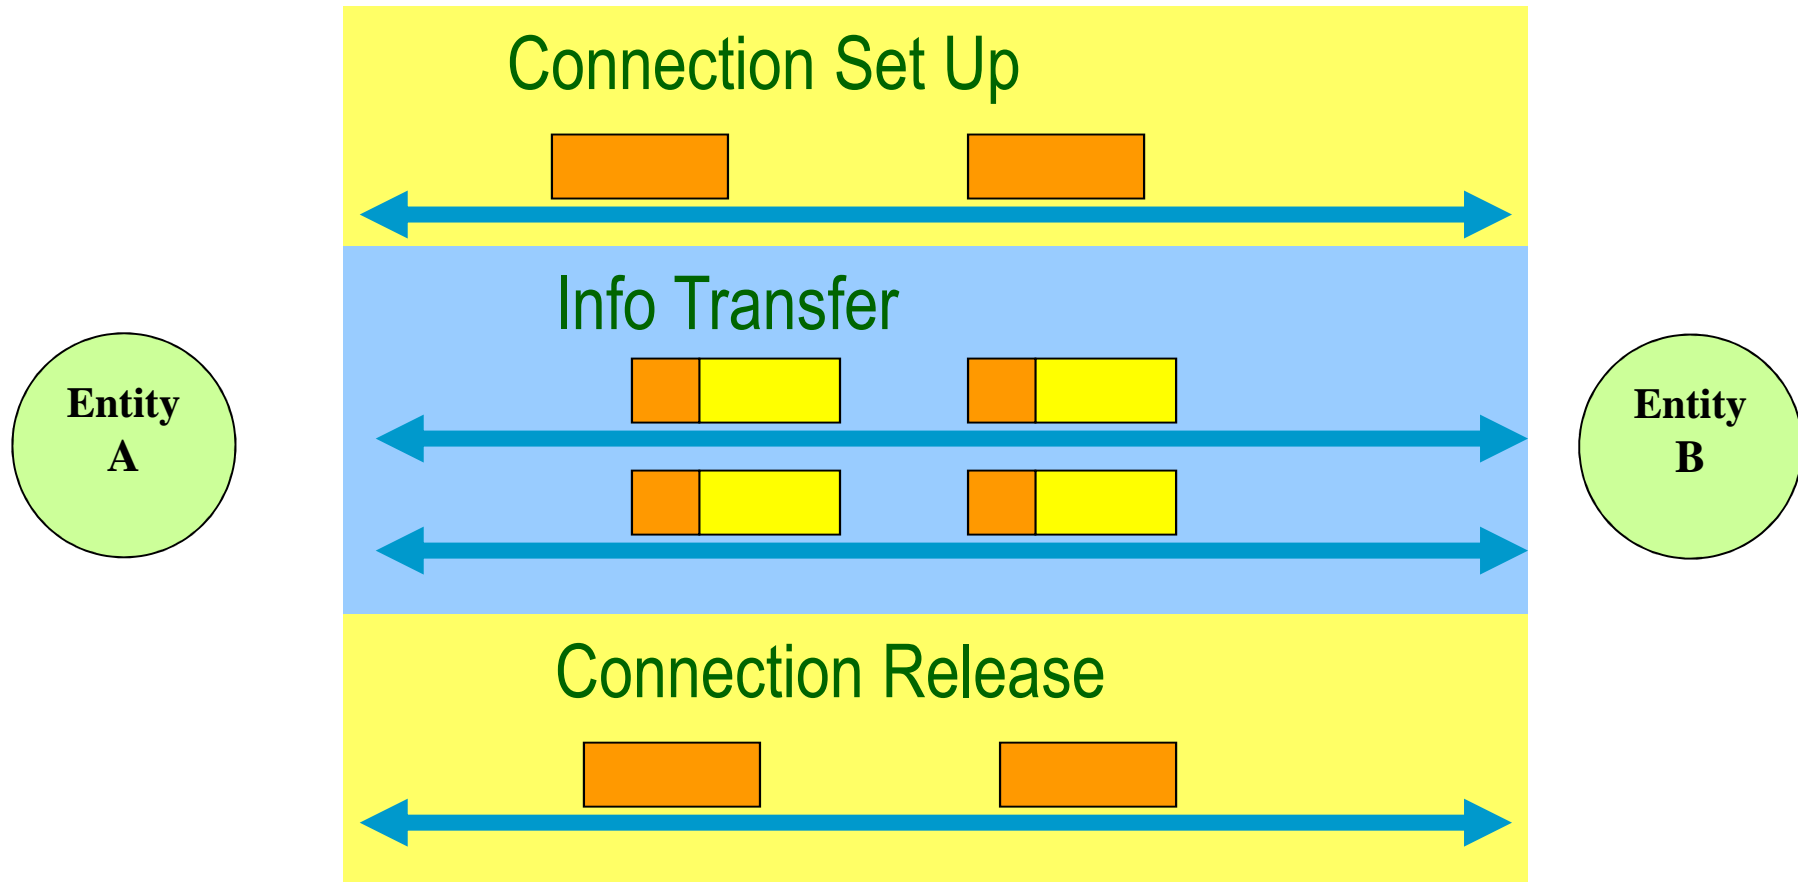 Connection Set Up
Info Transfer
Entity
A
Entity
B
Connection Release